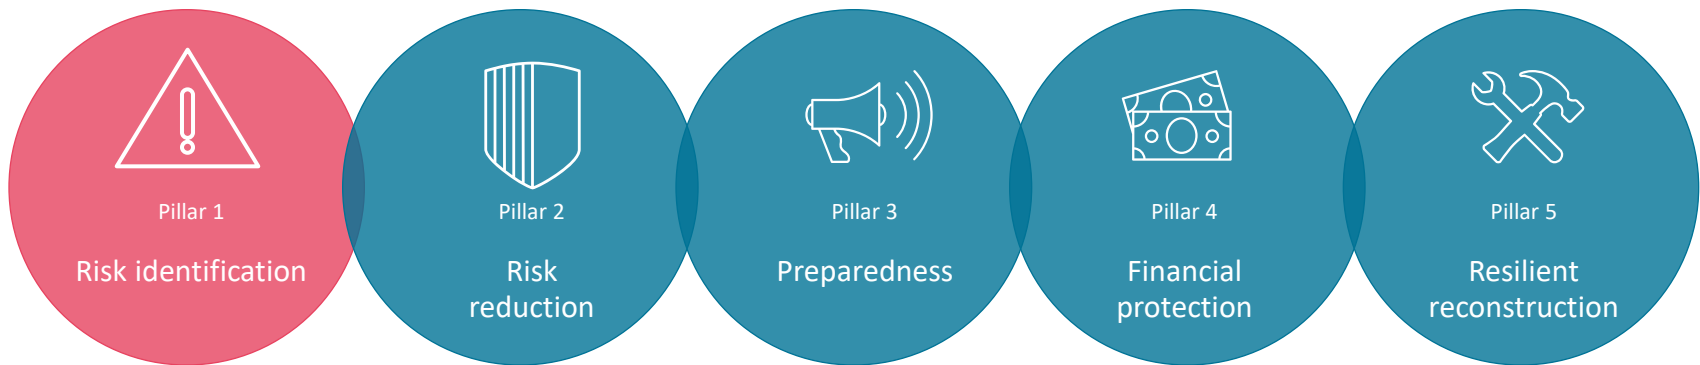 Pillar 1
Risk identification
Pillar 2
Risk
reduction
Pillar 3
Preparedness
Pillar 4
Financial
protection
Pillar 5
Resilient
reconstruction